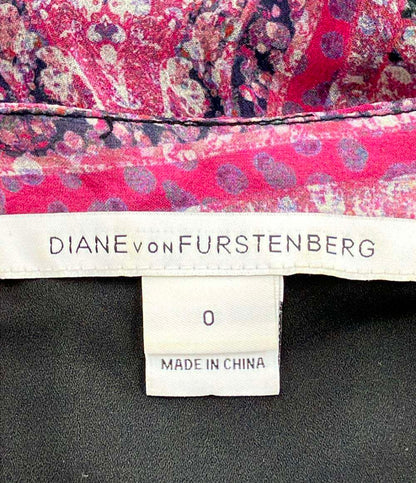 DIANE VON FURSTENBERG
0
MADE IN CHINA